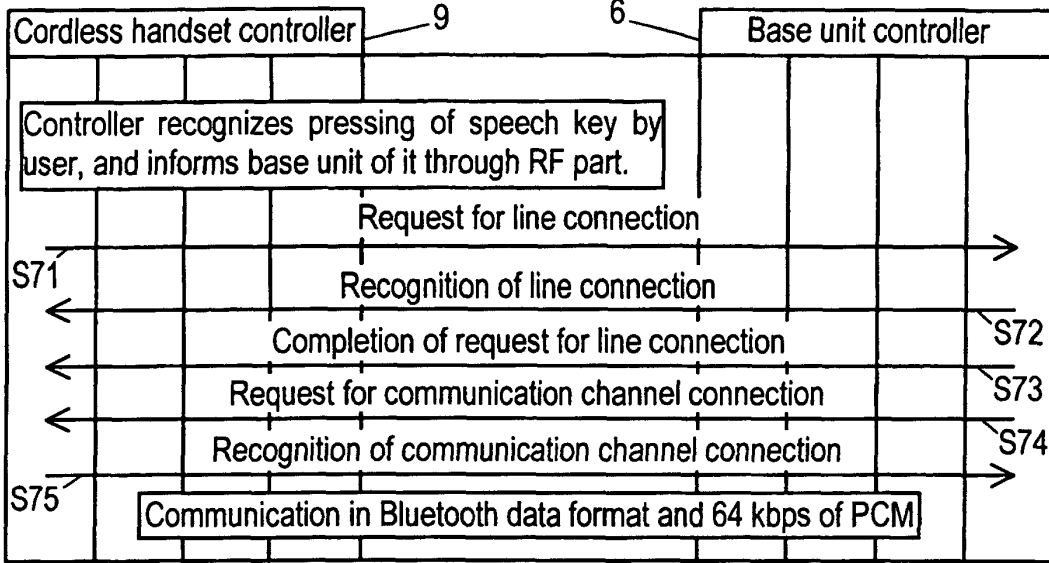 Cordless handset controller
9
6
Base unit controller
Controller recognizes pressing of speech key by
user, and informs base unit of it through RF part.
Request for line connection
S71
Recognition of line connection
S72
Completion of request for line connection
S73
Request for communication channel connection
S74
Recognition of communication channel connection
S75
Communication in Bluetooth data format and 64 kbps of PCM